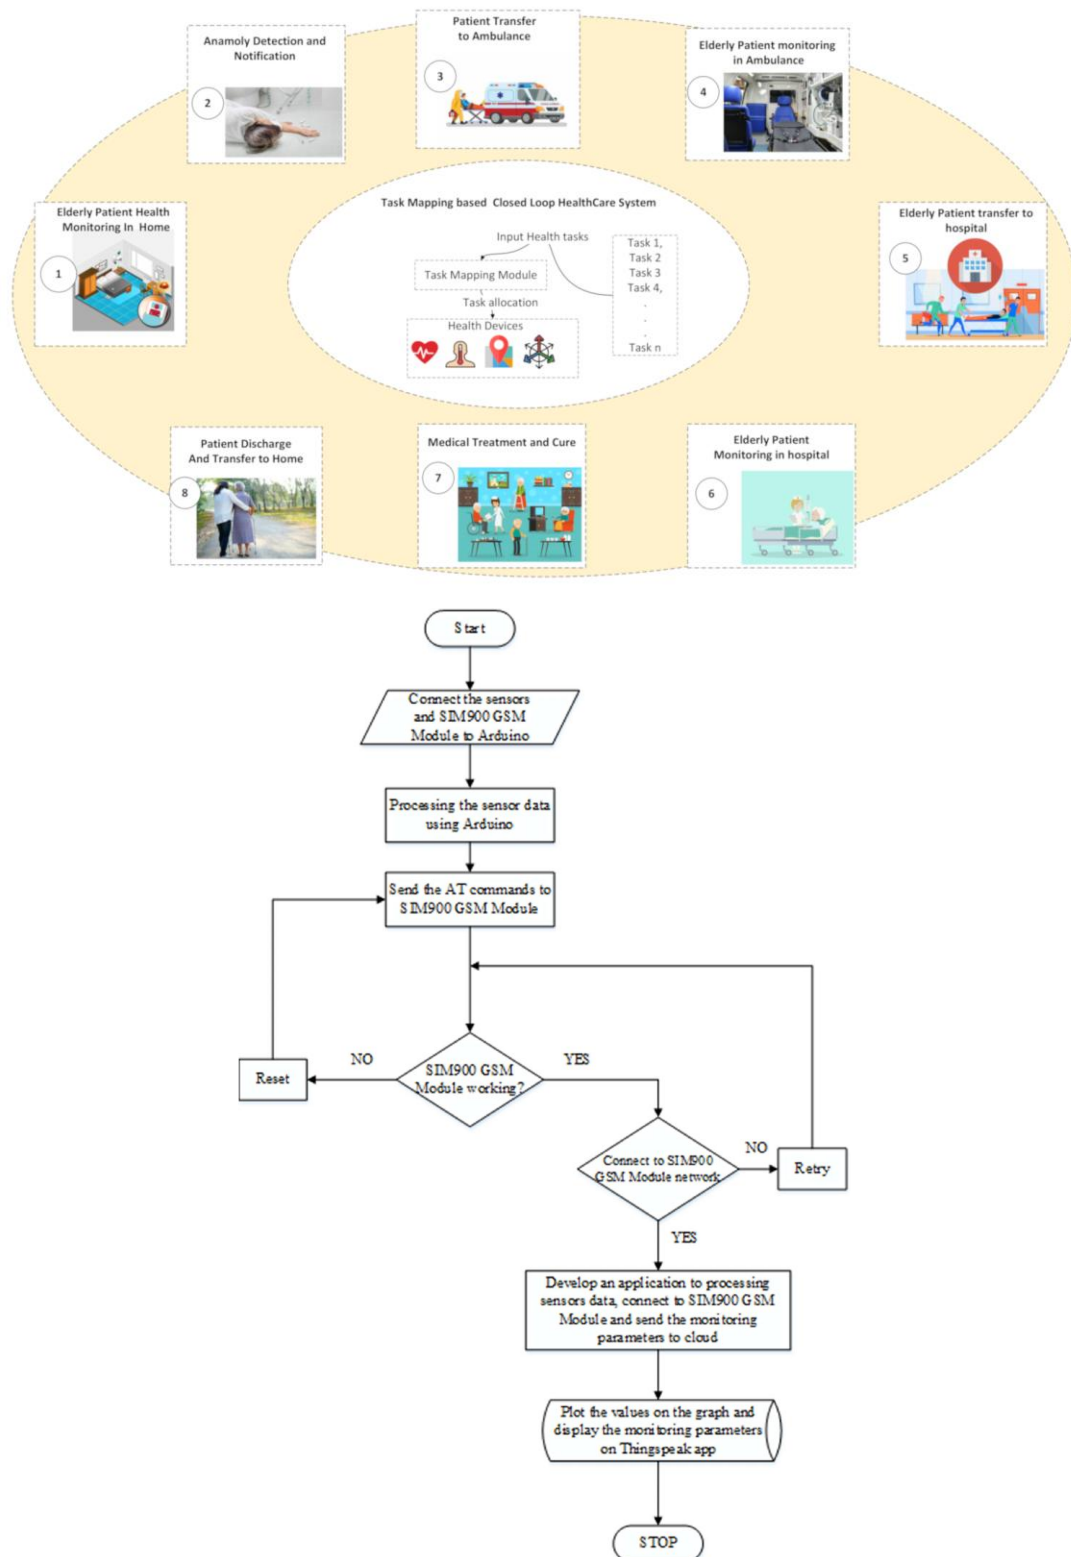 Anamoly Detection and
Notification
2
Patient Transfer
to Ambulance
3
Elderly Patient monitoring
in Ambulance
4
Elderly Patient Health
Monitoring In Home
1
Task Mapping based Closed Loop HealthCare System
Input Health tasks
Task Mapping Module
Task allocation
Health Devices
Task 1,
Task 2
Task 3
Task 4,
.
.
.
Task n
Elderly Patient transfer to
hospital
5
Patient Discharge
And Transfer to Home
8
Medical Treatment and Cure
7
Elderly Patient
Monitoring in hospital
6
Start
Connect the sensors
and SIM900 GSM
Module to Arduino
Processing the sensor data
using Arduino
Send the AT commands to
SIM900 GSM Module
NO
SIM900 GSM
Module working?
YES
Reset
Connect to SIM900
GSM Module network
NO
Retry
YES
Develop an application to processing
sensors data, connect to SIM900 GSM
Module and send the monitoring
parameters to cloud
Plot the values on the graph and
display the monitoring parameters
on Thingspeak app
STOP